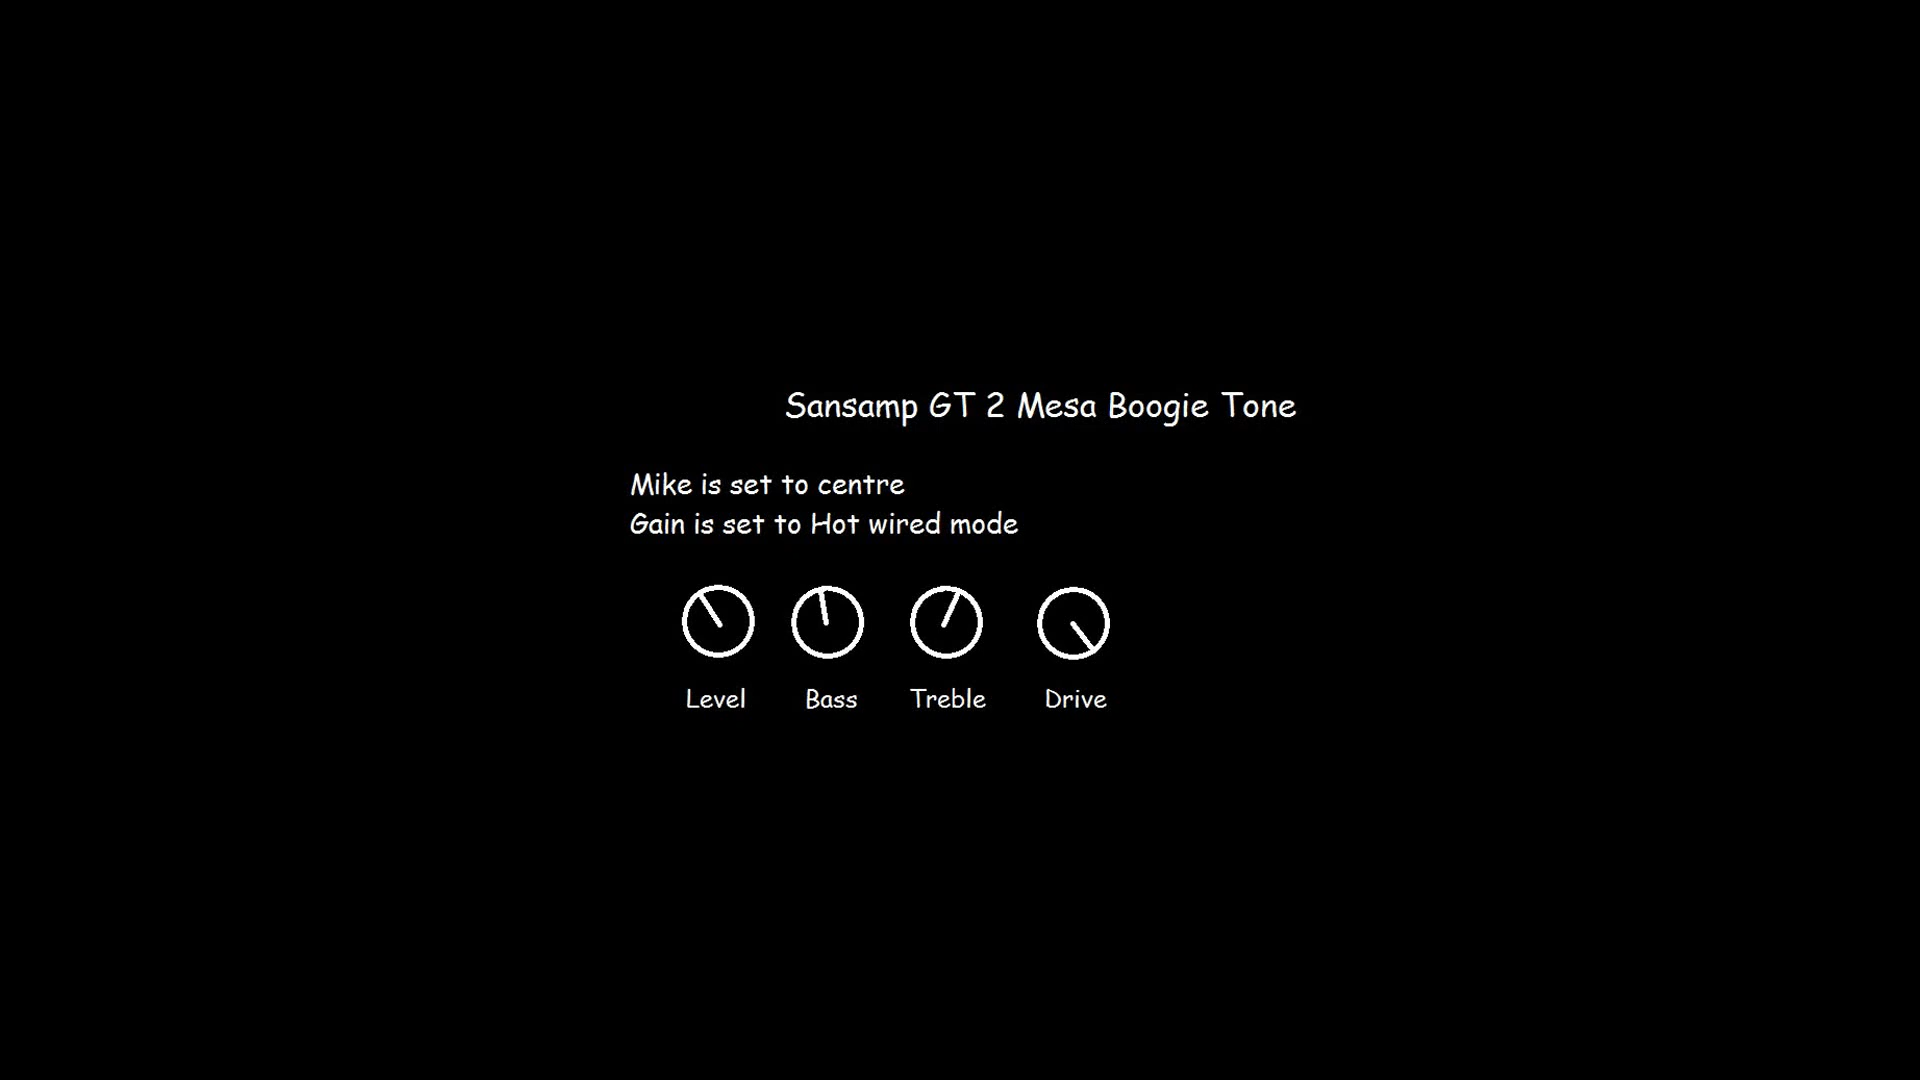 Sansamp GT 2 Mesa Boogie Tone
Mike is set to centre
Gain is set to Hot wired mode
Level Bass Treble Drive